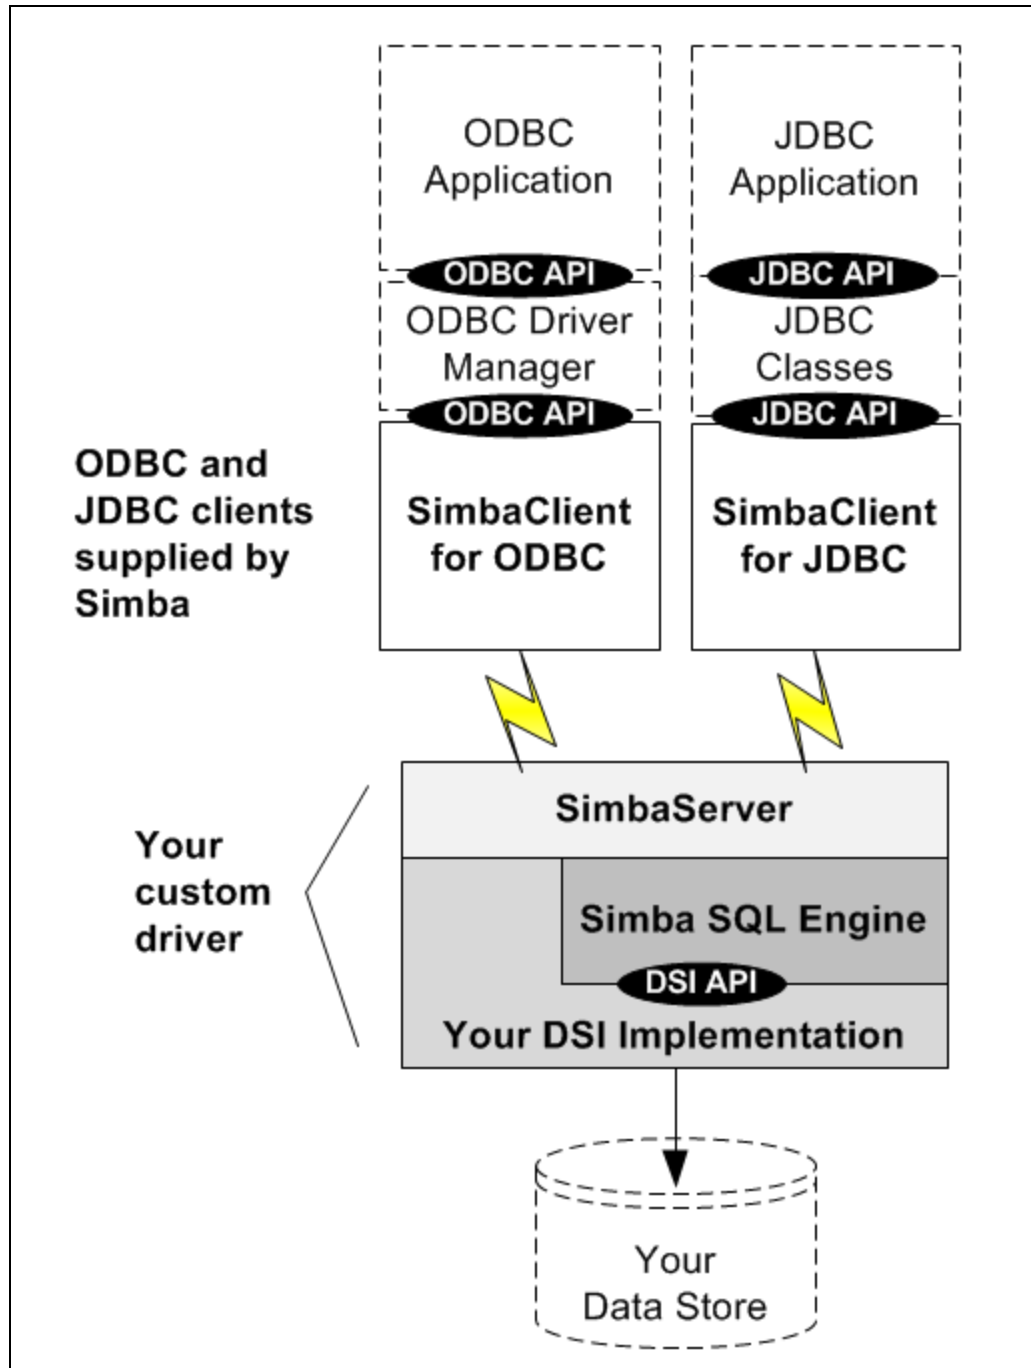 ODBC
Application
JDBC
Application
ODBC API
JDBC API
ODBC Driver
Manager
JDBC
Classes
ODBC API
JDBC API
ODBC and
JDBC clients
supplied by
Simba
SimbaClient
for ODBC
SimbaClient
for JDBC
SimbaServer
Your
custom
driver
Simba SQL Engine
DSI API
Your DSI Implementation
Your
Data Store